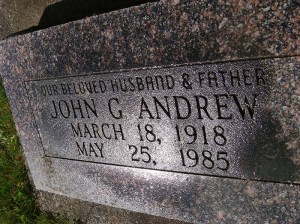 OUR BELOVED HUSBAND & FATHER
JOHN G ANDREW
MARCH 18, 1918
MAY 25, 1985